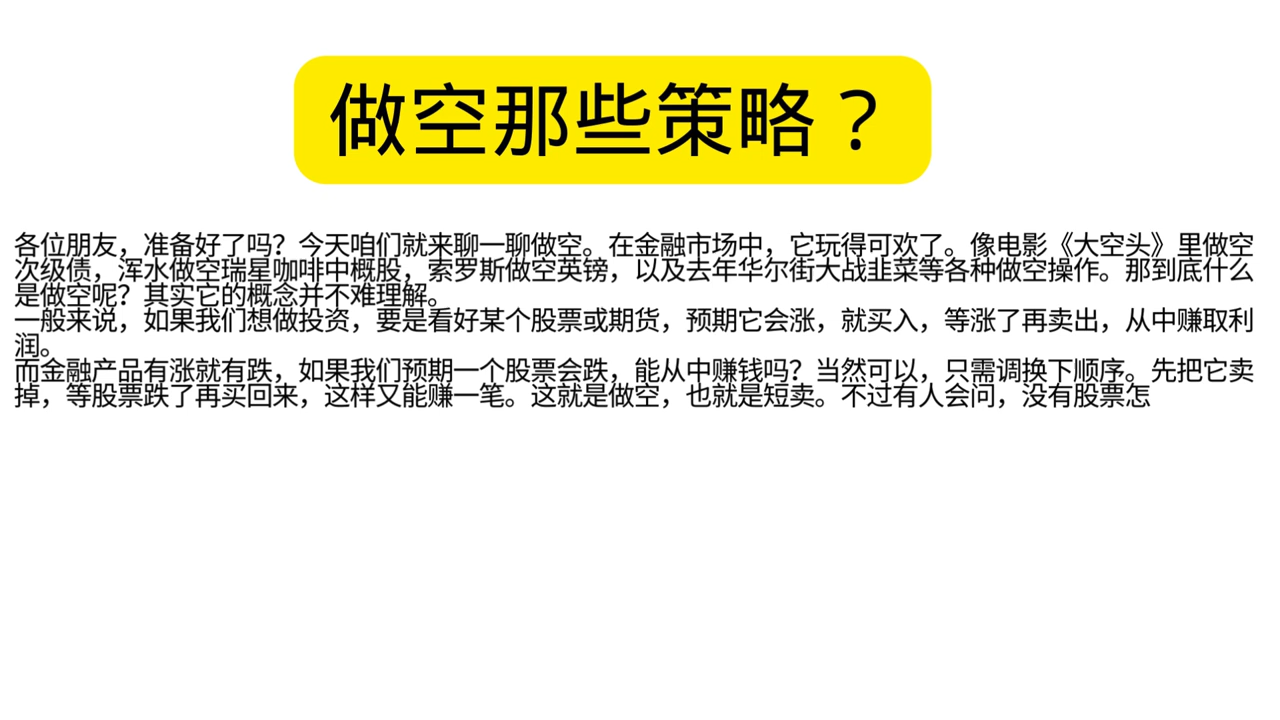 做空那些策略？
各位朋友，准备好了吗？今天咱们就来聊一聊做空。在金融市场中，它玩得可欢了。像电影《大空头》里做空
次级债，浑水做空瑞星咖啡中概股，索罗斯做空英镑，以及去年华尔街大战韭菜等各种做空操作。那到底什么
是做空呢？其实它的概念并不难理解。
一般来说，如果我们想做投资，要是看好某个股票或期货，预期它会涨，就买入，等涨了再卖出，从中赚取利
润。
而金融产品有涨就有跌，如果我们预期一个股票会跌，能从中赚钱吗？当然可以，只需调换下顺序。先把它卖
掉，等股票跌了再买回来，这样又能赚一笔。这就是做空，也就是短卖。不过有人会问，没有股票怎